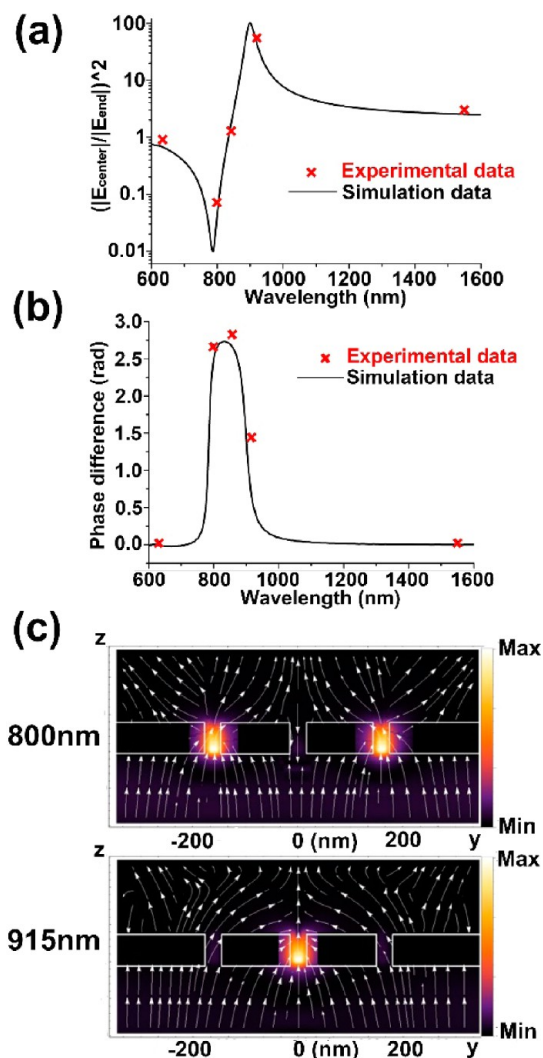 (a)
(|Ecenter|/|Eend|)^2
100
10
1
0.1
0.01
× Experimental data
Simulation data
600 800 1000 1200 1400 1600
Wavelength (nm)
(b)
Phase difference (rad)
3.0
2.5
2.0
1.5
1.0
0.5
0.0
× Experimental data
Simulation data
600 800 1000 1200 1400 1600
Wavelength (nm)
(c)
z
Max
800nm
Min
-200 0 (nm) 200 y
z
Max
915nm
Min
-200 0 (nm) 200 y